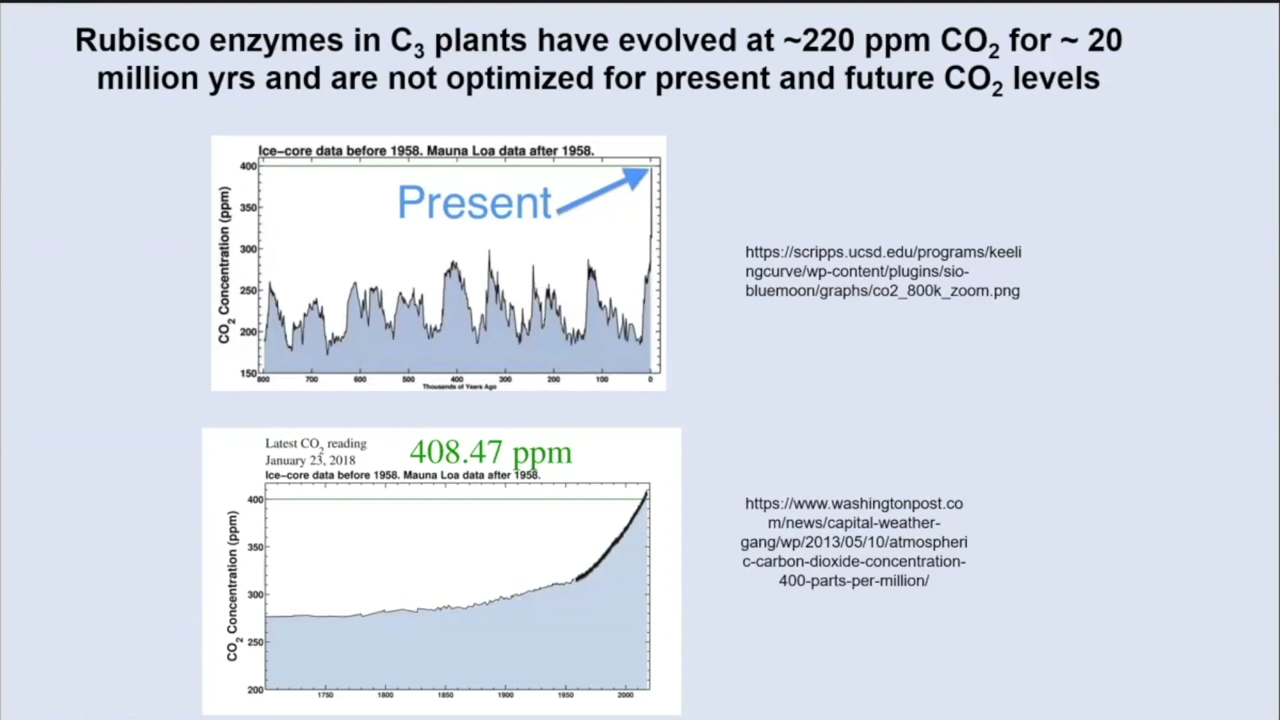 Rubisco enzymes in C3 plants have evolved at ~220 ppm CO2 for ~ 20
million yrs and are not optimized for present and future CO2 levels
Ice-core data before 1958. Mauna Loa data after 1958.
CO2 Concentration (ppm)
400
350
300
250
200
150
Present
800 700 600 500 400 300 200 100 0
Thousands of Years Ago
https://scripps.ucsd.edu/programs/keeli
ngcurve/wp-content/plugins/sio-
bluemoon/graphs/co2_800k_zoom.png
Latest CO2 reading
January 23, 2018
408.47 ppm
Ice-core data before 1958. Mauna Loa data after 1958.
CO2 Concentration (ppm)
400
350
300
250
200
1750 1800 1850 1900 1950 2000
https://www.washingtonpost.co
m/news/capital-weather-
gang/wp/2013/05/10/atmospheri
c-carbon-dioxide-concentration-
400-parts-per-million/